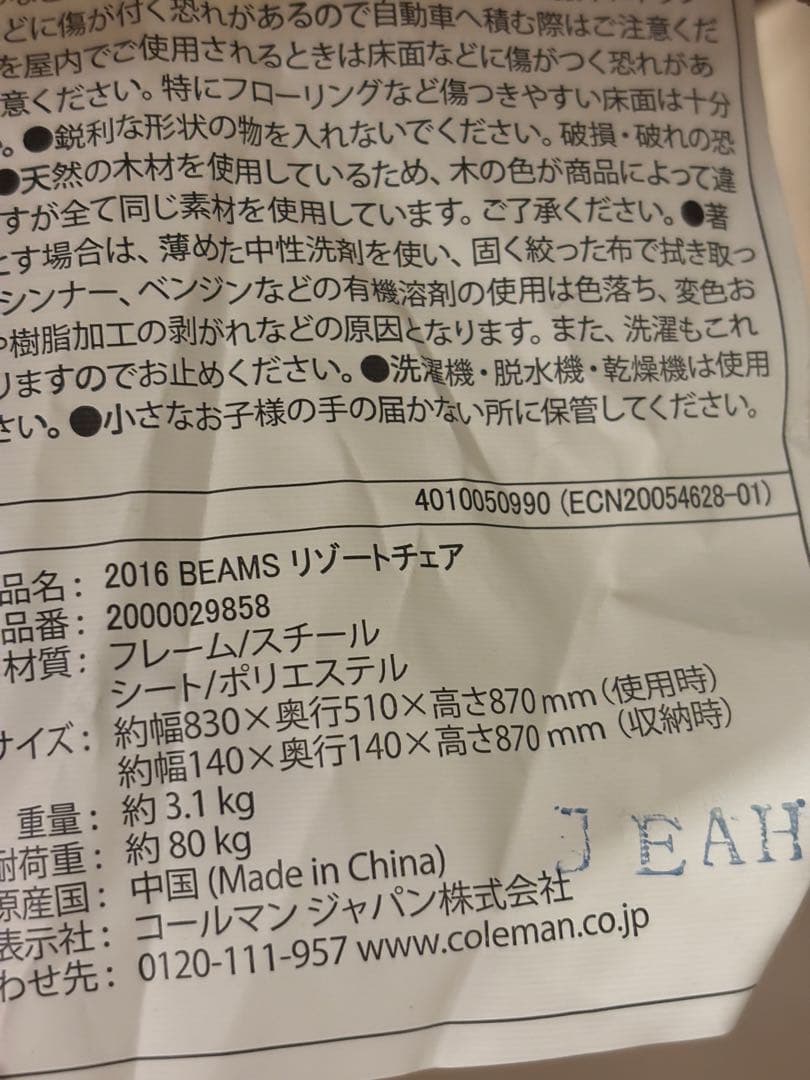 どに傷が付く恐れがあるので自動車へ積む際はご注意くだ
を屋内でご使用されるときは床面などに傷がつく恐れがあ
意ください。特にフローリングなど傷つきやすい床面は十分
。●鋭利な形状の物を入れないでください。破損・破れの恐
●天然の木材を使用しているため、木の色が商品によって違
すが全て同じ素材を使用しています。ご了承ください。●著
とす場合は、薄めた中性洗剤を使い、固く絞った布で拭き取っ
シンナー、ベンジンなどの有機溶剤の使用は色落ち、変色お
や樹脂加工の剥がれなどの原因となります。また、洗濯もこれ
りますのでお止めください。●洗濯機・脱水機・乾燥機は使用
さい。●小さなお子様の手の届かない所に保管してください。
4010050990 (ECN20054628-01)
品名： 2016 BEAMS リゾートチェア
品番： 2000029858
材質： フレーム/スチール
シート/ポリエステル
サイズ： 約幅830×奥行510×高さ870mm（使用時）
約幅140×奥行140×高さ870mm（収納時）
重量： 約 3.1 kg
耐荷重： 約 80 kg
原産国： 中国 (Made in China)
表示社： コールマン ジャパン株式会社
わせ先： 0120-111-957 www.coleman.co.jp
J EAH